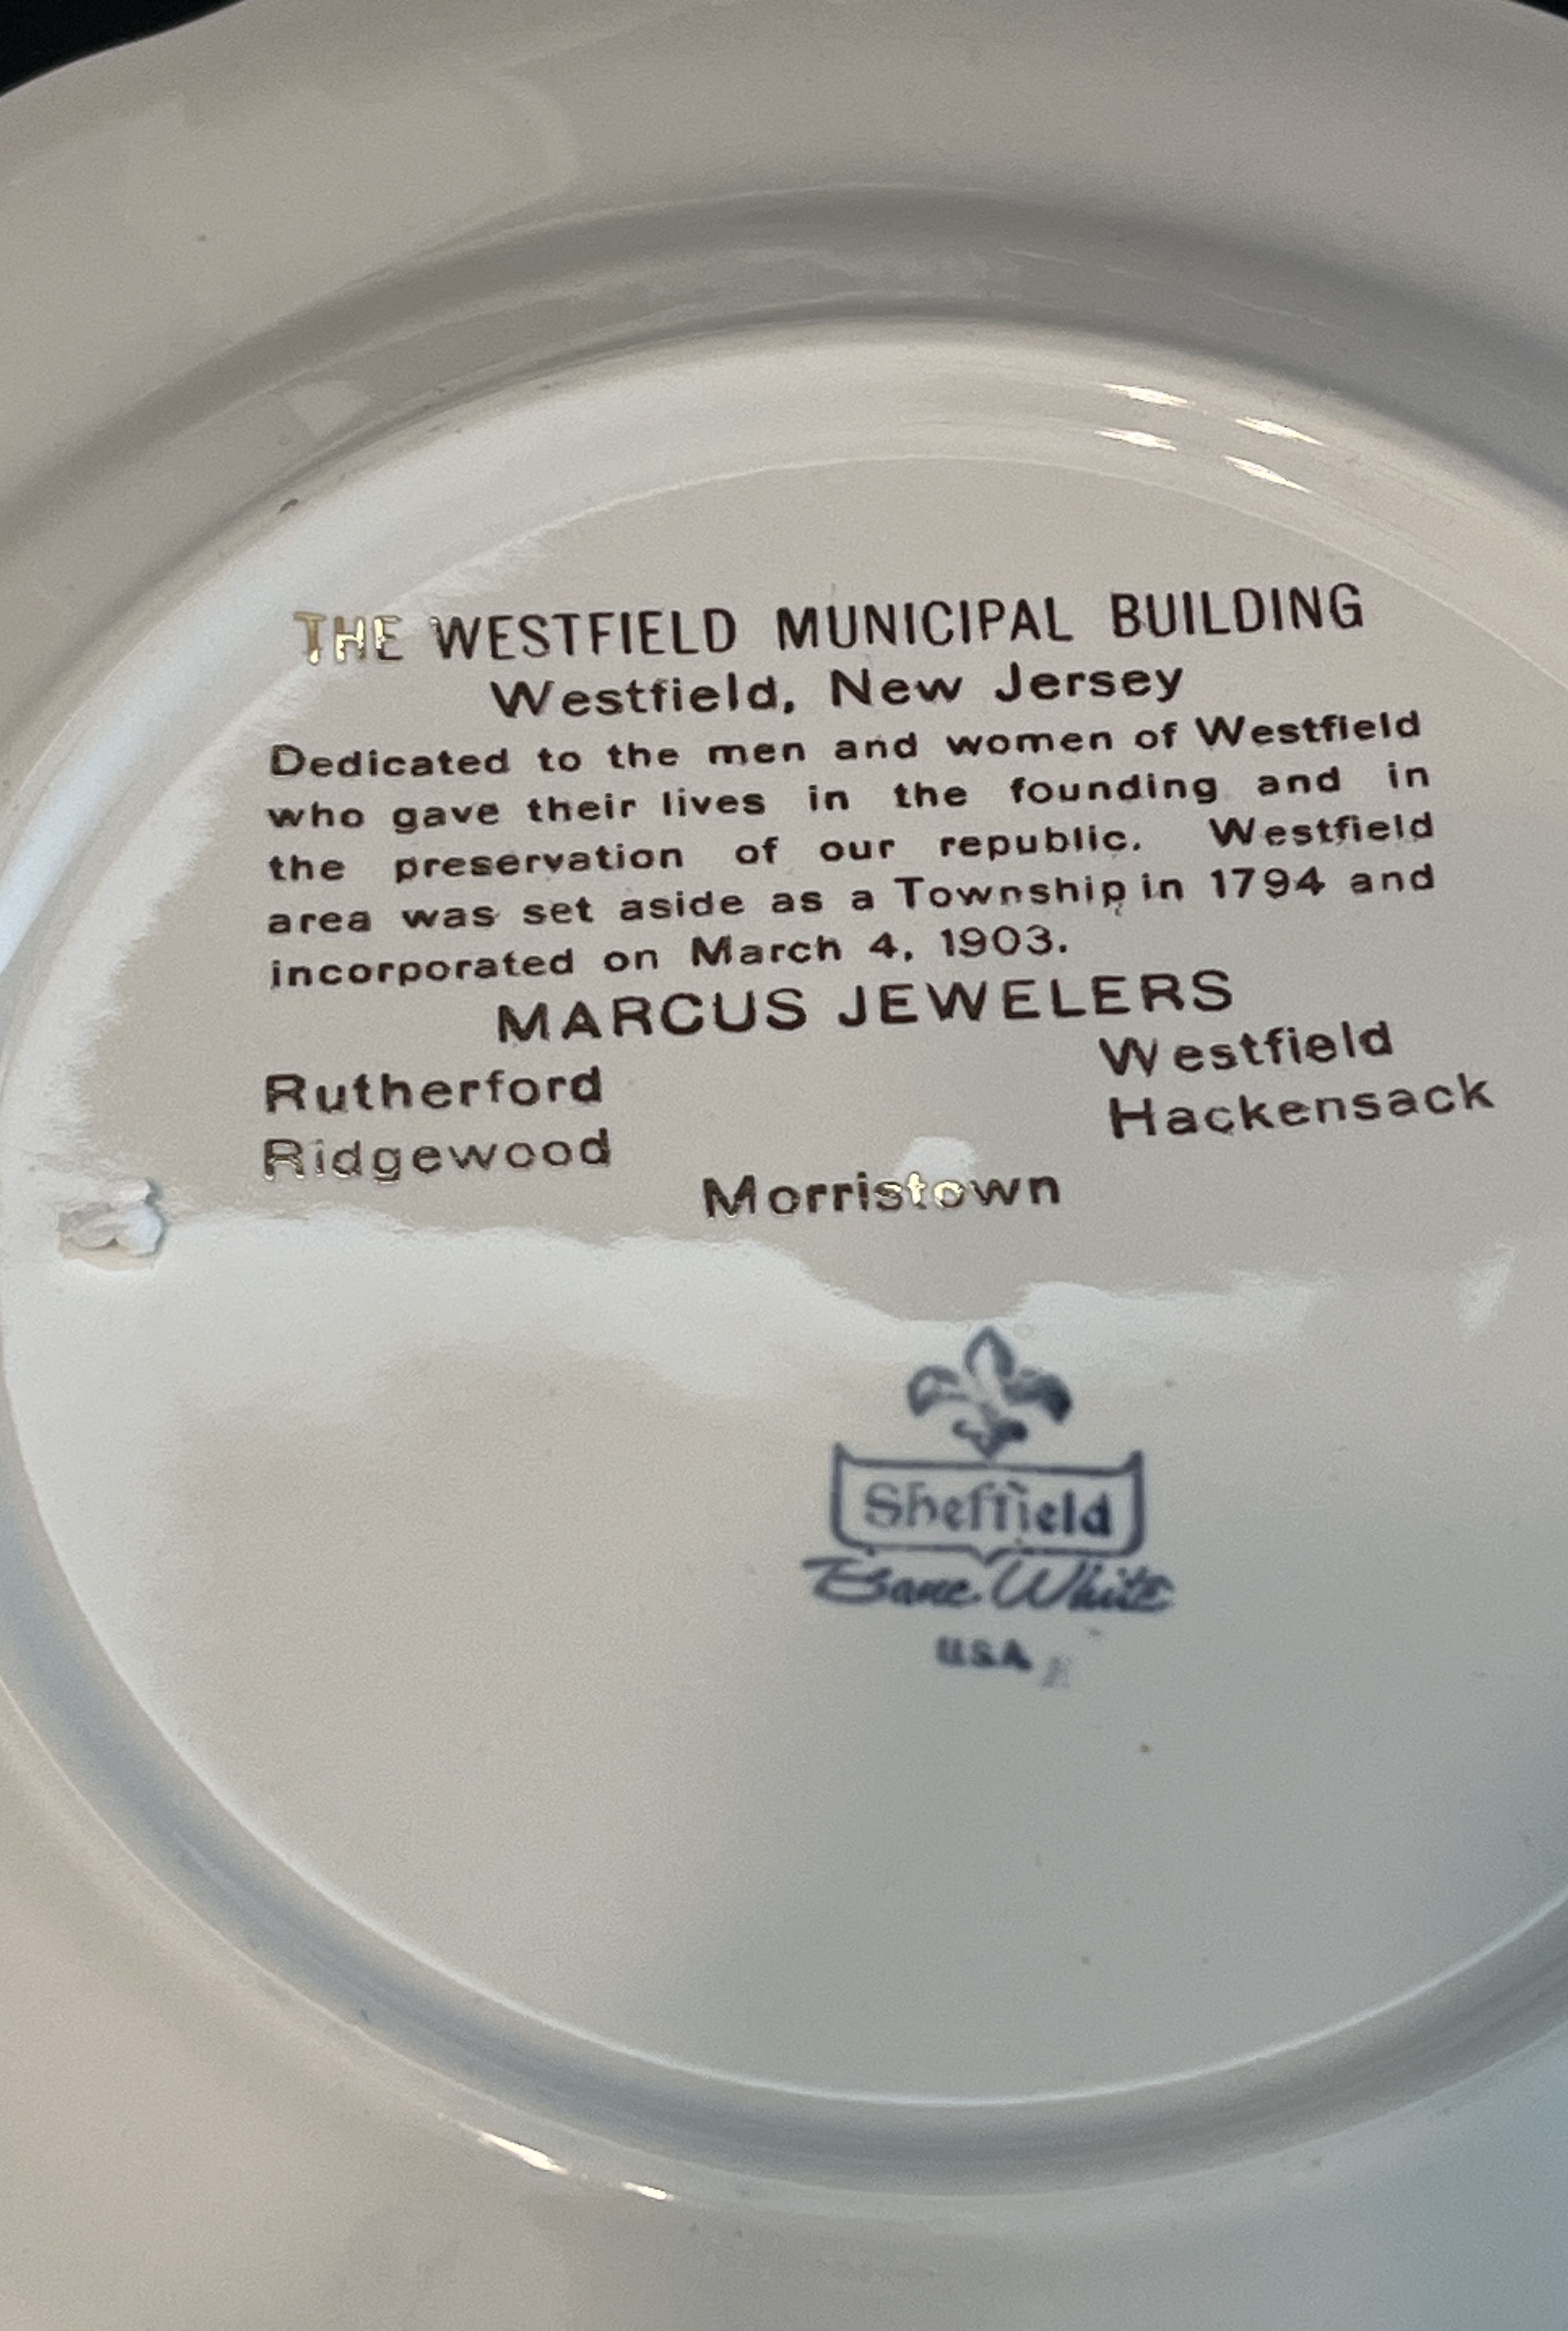 THE WESTFIELD MUNICIPAL BUILDING
Westfield, New Jersey
Dedicated to the men and women of Westfield
who gave their lives in the founding and in
the preservation of our republic. Westfield
area was set aside as a Township in 1794 and
incorporated on March 4, 1903.
MARCUS JEWELERS
Rutherford Westfield
Ridgewood Hackensack
Morristown
Sheffield
Bone White
USA